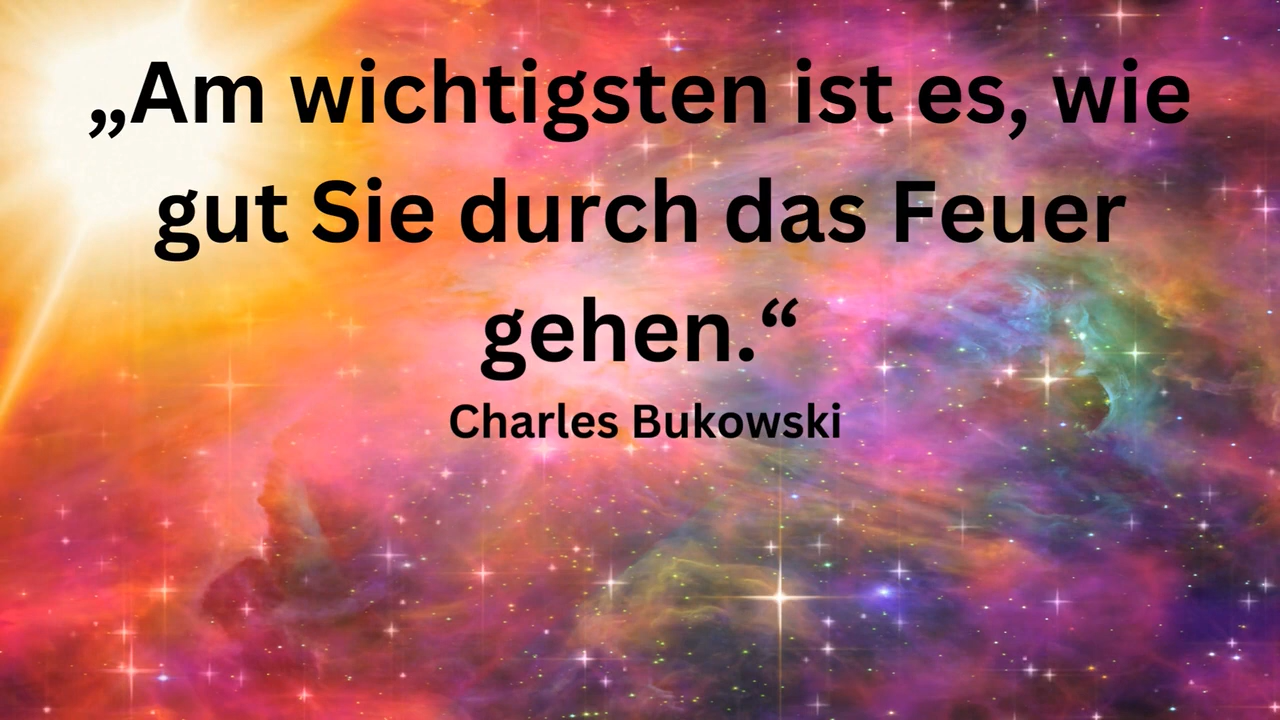 „Am wichtigsten ist es, wie
gut Sie durch das Feuer
gehen.“
Charles Bukowski